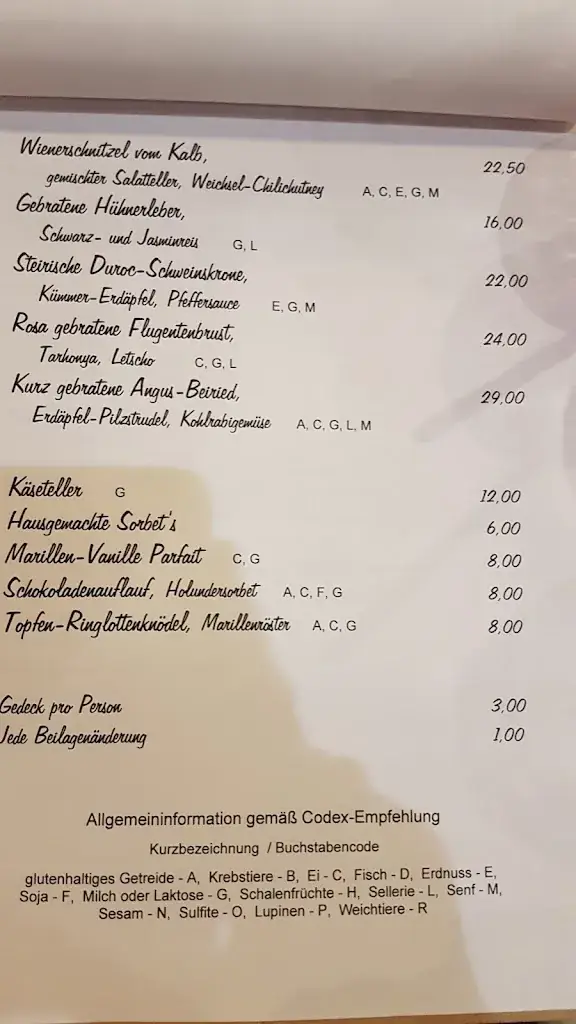 Wienerschnitzel vom Kalb,
gemischter Salatteller, Weichsel-Chilichutney A, C, E, G, M 22,50
Gebratene Hühnerleber,
Schwarz- und Jasminreis G, L 16,00
Steirische Duroc-Schweinskrone,
Kümmer-Erdäpfel, Pfeffersauce E, G, M 22,00
Rosa gebratene Flugentenbrust,
Tarhonya, Letscho C, G, L 24,00
Kurz gebratene Angus-Beiried,
Erdäpfel-Pilzstrudel, Kohlrabigemüse A, C, G, L, M 29,00
Käseteller G 12,00
Hausgemachte Sorbet's 6,00
Marillen-Vanille Parfait C, G 8,00
Schokoladenauflauf, Holundersorbet A, C, F, G 8,00
Topfen-Ringlottenknödel, Marillenröster A, C, G 8,00
Gedeck pro Person 3,00
Jede Beilagenänderung 1,00
Allgemeininformation gemäß Codex-Empfehlung
Kurzbezeichnung / Buchstabencode
glutenhaltiges Getreide - A, Krebstiere - B, Ei - C, Fisch - D, Erdnuss - E,
Soja - F, Milch oder Laktose - G, Schalenfrüchte - H, Sellerie - L, Senf - M,
Sesam - N, Sulfite - O, Lupinen - P, Weichtiere - R